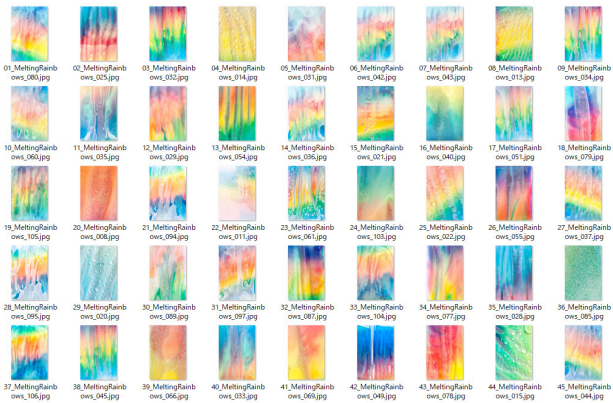 01_MeltingRainb
ows_080.jpg
02_MeltingRainb
ows_025.jpg
03_MeltingRainb
ows_032.jpg
04_MeltingRainb
ows_014.jpg
05_MeltingRainb
ows_031.jpg
06_MeltingRainb
ows_042.jpg
07_MeltingRainb
ows_043.jpg
08_MeltingRainb
ows_013.jpg
09_MeltingRainb
ows_034.jpg
10_MeltingRainb
ows_060.jpg
11_MeltingRainb
ows_035.jpg
12_MeltingRainb
ows_029.jpg
13_MeltingRainb
ows_054.jpg
14_MeltingRainb
ows_036.jpg
15_MeltingRainb
ows_021.jpg
16_MeltingRainb
ows_040.jpg
17_MeltingRainb
ows_051.jpg
18_MeltingRainb
ows_079.jpg
19_MeltingRainb
ows_105.jpg
20_MeltingRainb
ows_008.jpg
21_MeltingRainb
ows_094.jpg
22_MeltingRainb
ows_011.jpg
23_MeltingRainb
ows_061.jpg
24_MeltingRainb
ows_103.jpg
25_MeltingRainb
ows_022.jpg
26_MeltingRainb
ows_055.jpg
27_MeltingRainb
ows_037.jpg
28_MeltingRainb
ows_095.jpg
29_MeltingRainb
ows_020.jpg
30_MeltingRainb
ows_089.jpg
31_MeltingRainb
ows_097.jpg
32_MeltingRainb
ows_087.jpg
33_MeltingRainb
ows_104.jpg
34_MeltingRainb
ows_077.jpg
35_MeltingRainb
ows_028.jpg
36_MeltingRainb
ows_085.jpg
37_MeltingRainb
ows_106.jpg
38_MeltingRainb
ows_045.jpg
39_MeltingRainb
ows_066.jpg
40_MeltingRainb
ows_033.jpg
41_MeltingRainb
ows_069.jpg
42_MeltingRainb
ows_049.jpg
43_MeltingRainb
ows_078.jpg
44_MeltingRainb
ows_015.jpg
45_MeltingRainb
ows_044.jpg